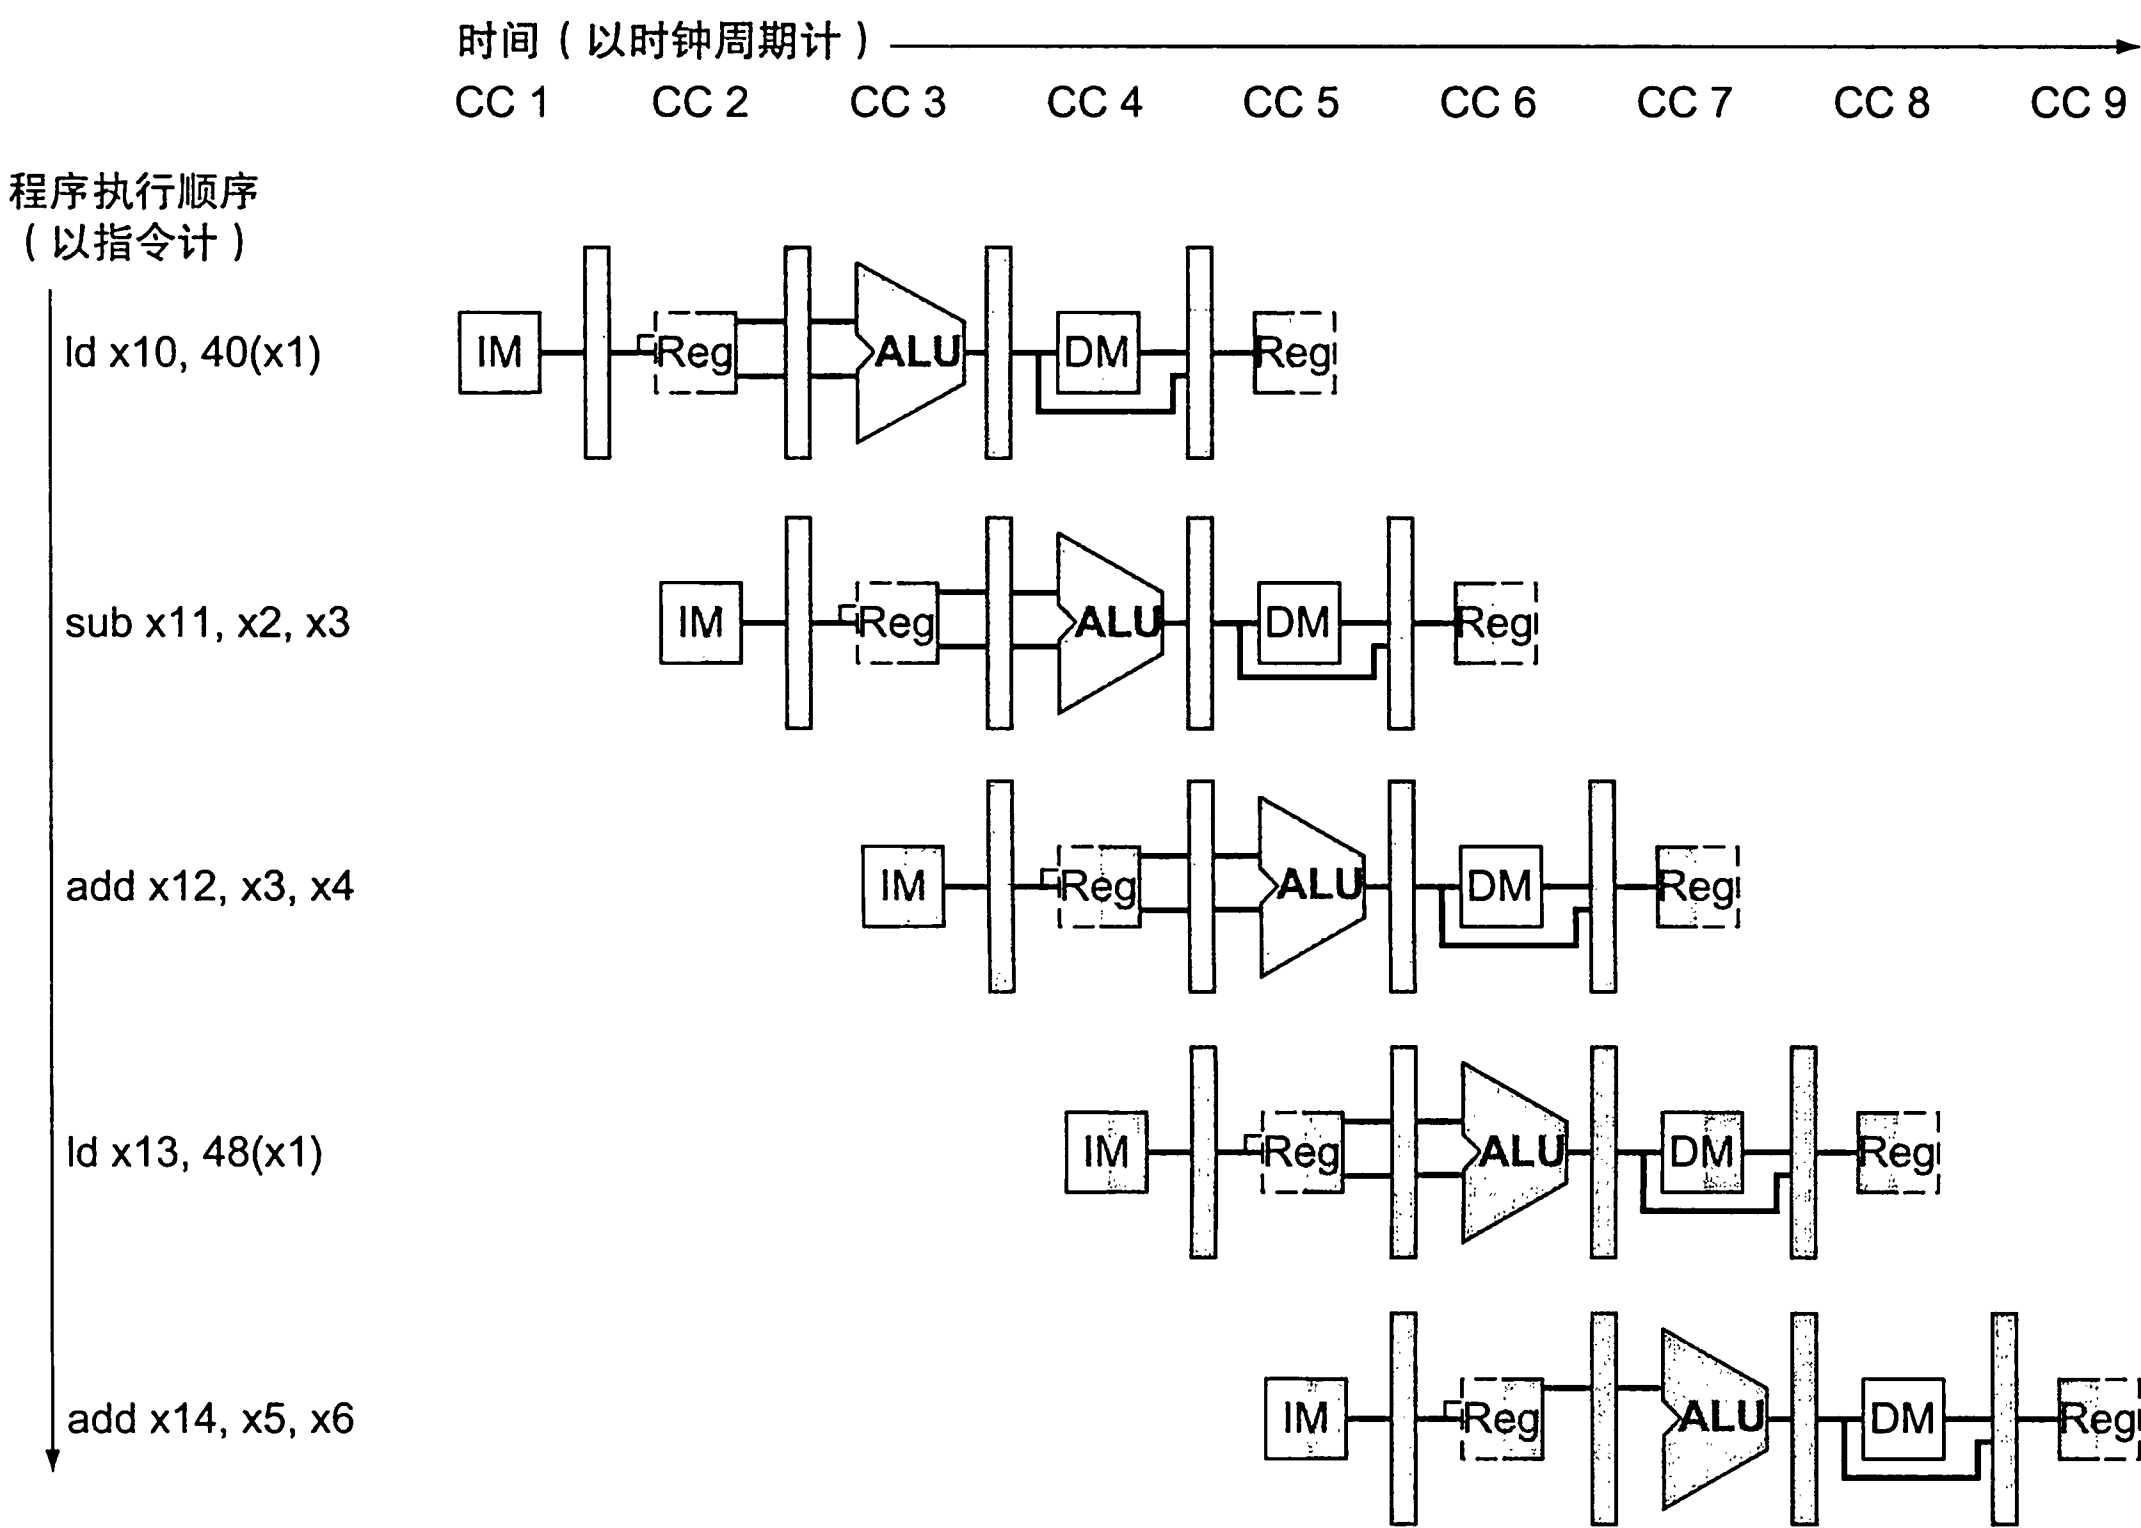 时间（以时钟周期计）
CC 1 CC 2 CC 3 CC 4 CC 5 CC 6 CC 7 CC 8 CC 9
程序执行顺序
（以指令计）
ld x10, 40(x1) IM Reg ALU DM Reg
sub x11, x2, x3 IM Reg ALU DM Reg
add x12, x3, x4 IM Reg ALU DM Reg
ld x13, 48(x1) IM Reg ALU DM Reg
add x14, x5, x6 IM Reg ALU DM Reg